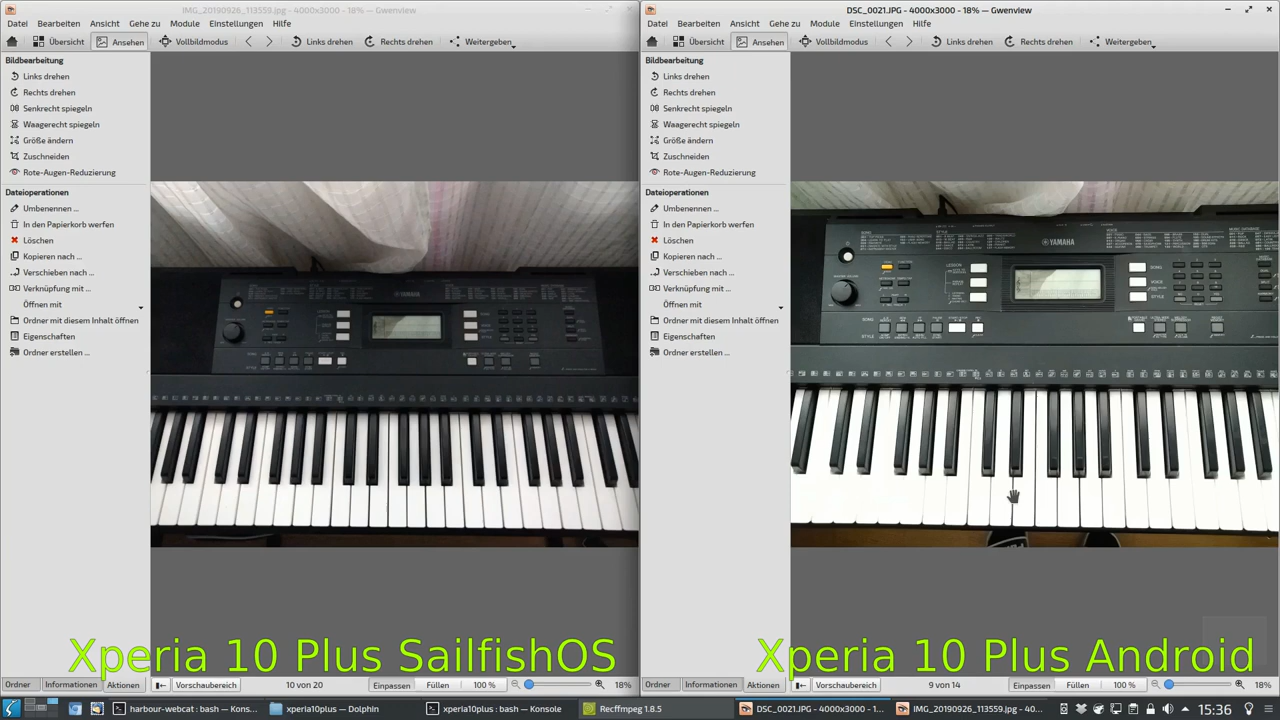 IMG_20190926_113559.jpg - 4000x3000 - 18% — Gwenview
Datei Bearbeiten Ansicht Gehe zu Module Einstellungen Hilfe
Übersicht Ansehen Vollbildmodus Links drehen Rechts drehen Weitergeben
Bildbearbeitung
Links drehen
Rechts drehen
Senkrecht spiegeln
Waagerecht spiegeln
Größe ändern
Zuschneiden
Rote-Augen-Reduzierung
Dateioperationen
Umbenennen ...
In den Papierkorb werfen
Löschen
Kopieren nach ...
Verschieben nach ...
Verknüpfung mit ...
Öffnen mit
Ordner mit diesem Inhalt öffnen
Eigenschaften
Ordner erstellen ...
YAMAHA
Xperia 10 Plus SailfishOS
Ordner Informationen Aktionen Vorschaubereich 10 von 20 Einpassen Füllen 100 % 18%
DSC_0021.JPG - 4000x3000 - 18% — Gwenview
Datei Bearbeiten Ansicht Gehe zu Module Einstellungen Hilfe
Übersicht Ansehen Vollbildmodus Links drehen Rechts drehen Weitergeben
Bildbearbeitung
Links drehen
Rechts drehen
Senkrecht spiegeln
Waagerecht spiegeln
Größe ändern
Zuschneiden
Rote-Augen-Reduzierung
Dateioperationen
Umbenennen ...
In den Papierkorb werfen
Löschen
Kopieren nach ...
Verschieben nach ...
Verknüpfung mit ...
Öffnen mit
Ordner mit diesem Inhalt öffnen
Eigenschaften
Ordner erstellen ...
YAMAHA
LESSON
SONG
STYLE
SONG
STYLE
Xperia 10 Plus Android
Ordner Informationen Aktionen Vorschaubereich 9 von 14 Einpassen Füllen 100 % 18%
harbour-webcat : bash — Kons... xperia10plus — Dolphin xperia10plus : bash — Konsole Recffmpeg 1.8.5 DSC_0021.JPG - 4000x3000 - 1... IMG_20190926_113559.jpg - 40... 15:36